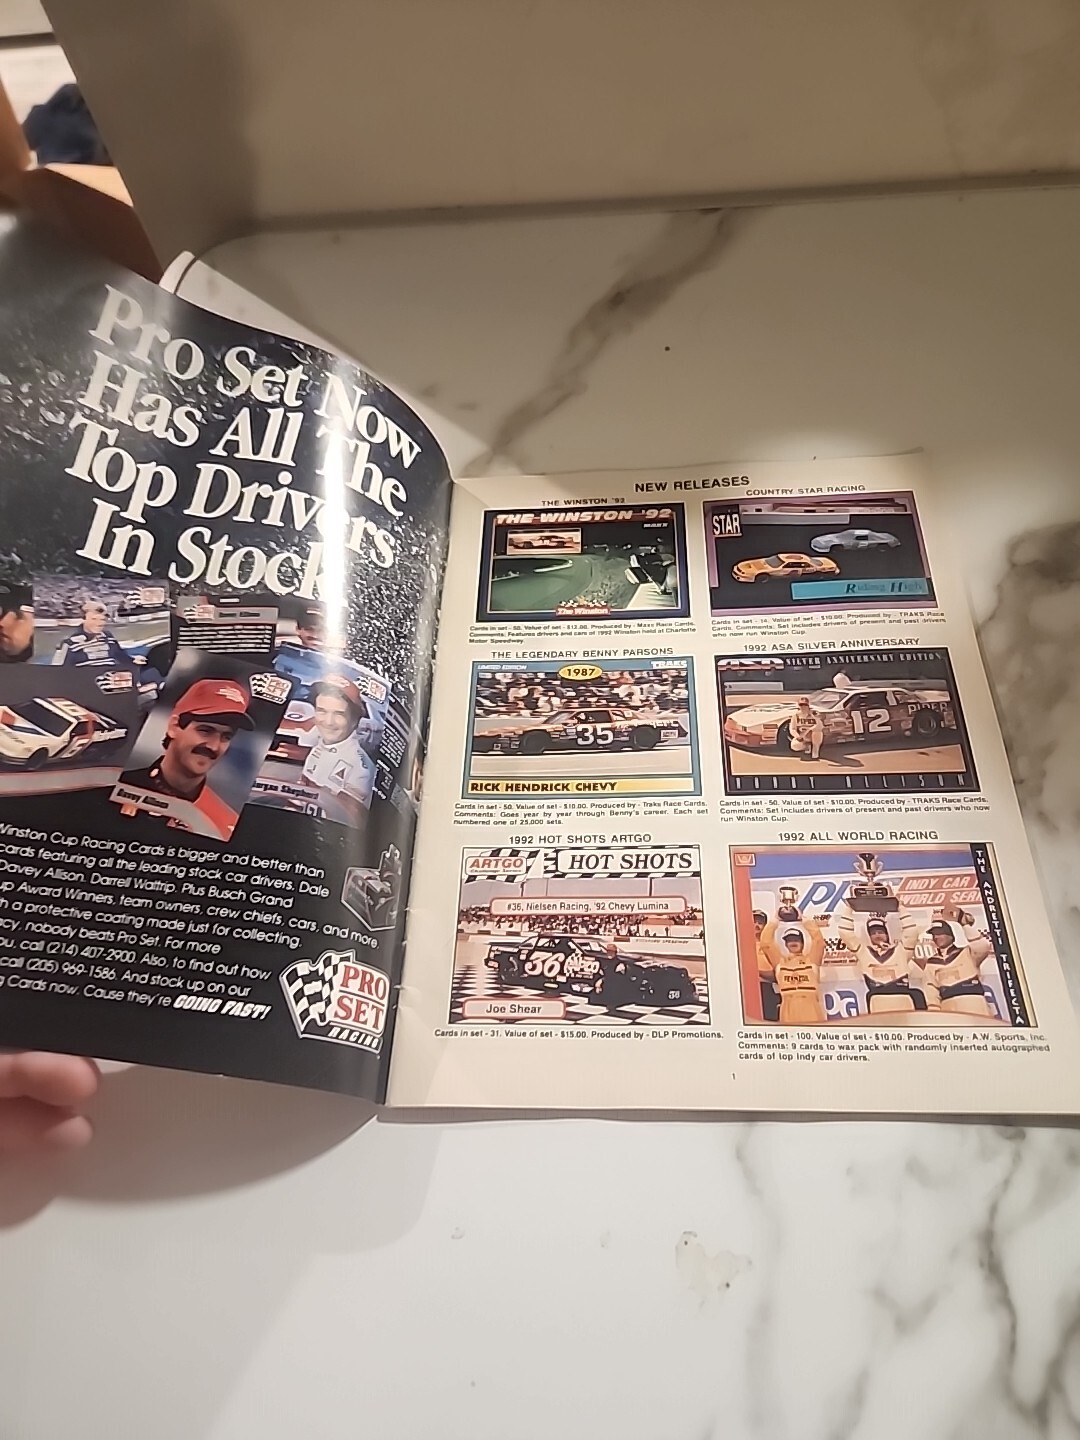 Pro Set Now
Has All The
Top Drivers
In Stock.
Davey Allison
Morgan Shepherd
Winston Cup Racing Cards is bigger and better than
cards featuring all the leading stock car drivers. Dale
Davey Allison. Darrell Waltrip. Plus Busch Grand
up Award Winners, team owners, crew chiefs, cars, and more.
h a protective coating made just for collecting.
cy, nobody beats Pro Set. For more
ou, call (214) 407-2900. Also, to find out how
call (205) 969-1586. And stock up on our
g Cards now. Cause they're GOING FAST!
PRO
SET
RACING
NEW RELEASES
THE WINSTON '92
THE WINSTON '92
The Winston
Cards in set - 50. Value of set - $12.00. Produced by - Maxx Race Cards.
Comments: Features drivers and cars of 1992 Winston held at Charlotte
Motor Speedway.
COUNTRY STAR RACING
STAR
Riding High
Cards in set - 14. Value of set - $10.00. Produced by - TRAKS Race
Cards. Comments: Set includes drivers of present and past drivers
who now run Winston Cup.
THE LEGENDARY BENNY PARSONS
LIMITED EDITION
1987
TRAKS
35
RICK HENDRICK CHEVY
Cards in set - 50. Value of set - $10.00. Produced by - Traks Race Cards.
Comments: Goes year by year through Benny's career. Each set
numbered one of 25,000 sets.
1992 ASA SILVER ANNIVERSARY
ASA SILVER ANNIVERSARY EDITION
12
PIPER
BOBBY ALLISON
Cards in set - 50. Value of set - $10.00. Produced by - TRAKS Race Cards.
Comments: Set includes drivers of present and past drivers who now
run Winston Cup.
1992 HOT SHOTS ARTGO
ARTGO
Challenge Series
HOT SHOTS
#36, Nielsen Racing, '92 Chevy Lumina
36
Joe Shear
Cards in set - 31. Value of set - $15.00. Produced by - DLP Promotions.
1992 ALL WORLD RACING
INDY CAR
WORLD SERI
PPG
THE ANDRETTI TRIFECTA
Cards in set - 100. Value of set - $10.00. Produced by - A.W. Sports, Inc.
Comments: 9 cards to wax pack with randomly inserted autographed
cards of top Indy car drivers.
1